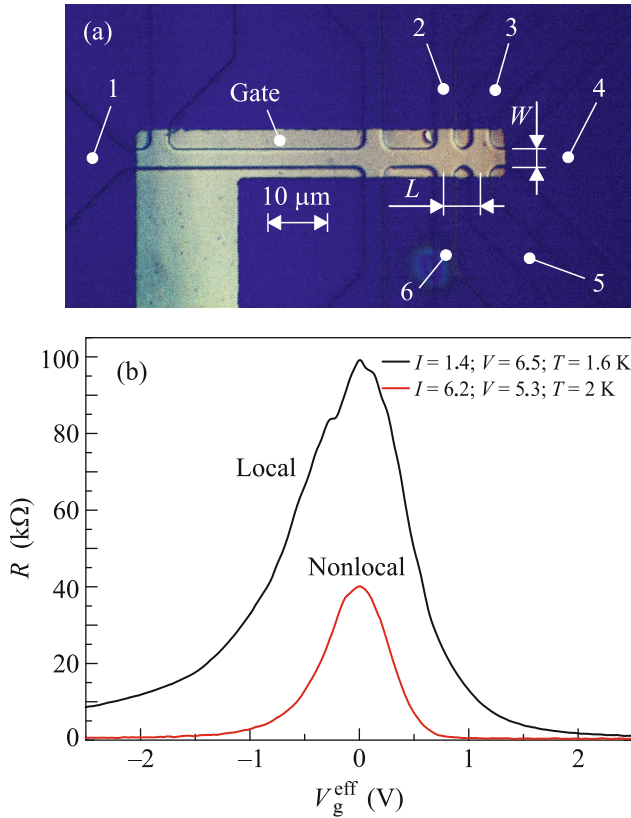 (a)
2
3
1
Gate
4
W
10 μm
L
6
5
(b)
I = 1.4; V = 6.5; T = 1.6 K
I = 6.2; V = 5.3; T = 2 K
Local
Nonlocal
R (kΩ)
100
80
60
40
20
0
–2
–1
0
1
2
V_g^eff (V)